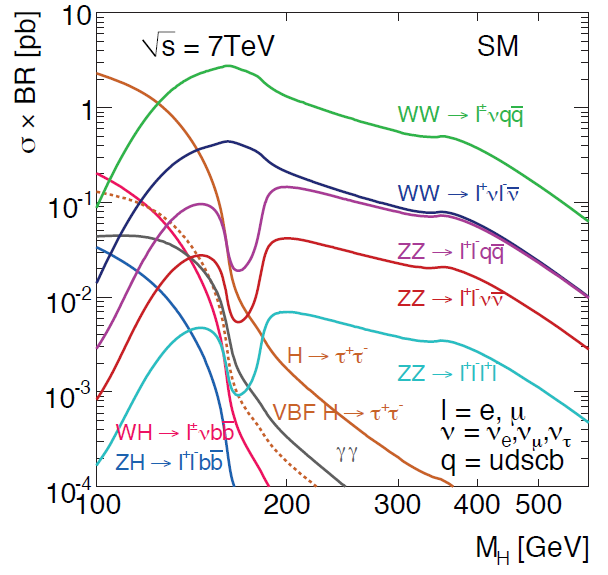 σ × BR [pb]
10
1
10⁻¹
10⁻²
10⁻³
10⁻⁴
√s = 7TeV
SM
WW → l±νqq̅
WW → l⁺νl⁻ν̅
ZZ → l⁺l⁻qq̅
ZZ → l⁺l⁻νν̅
ZZ → l⁺l⁻l⁺l⁻
H → τ⁺τ⁻
VBF H → τ⁺τ⁻
WH → l±νbb̅
ZH → l⁺l⁻bb̅
γγ
l = e, μ
ν = νe,νμ,ντ
q = udscb
100 200 300 400 500
M_H [GeV]